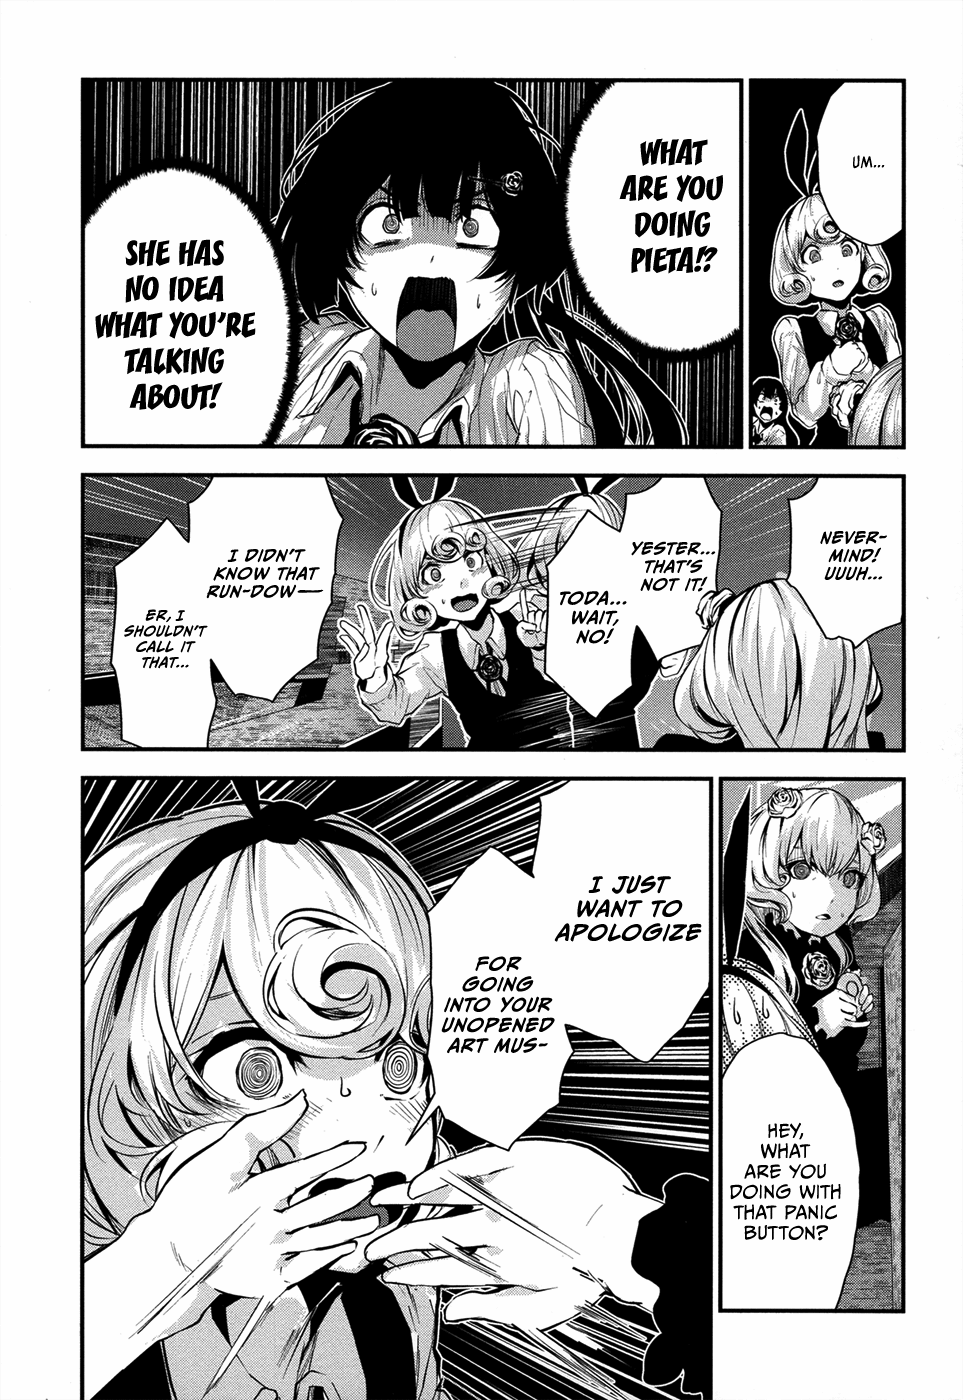 UM...
WHAT
ARE YOU
DOING
PIETA!?
SHE HAS
NO IDEA
WHAT YOU'RE
TALKING
ABOUT!
NEVER-
MIND!
UUUH...
YESTER...
THAT'S
NOT IT!
TODA...
WAIT,
NO!
I DIDN'T
KNOW THAT
RUN-DOW—
ER, I
SHOULDN'T
CALL IT
THAT...
HEY,
WHAT
ARE YOU
DOING WITH
THAT PANIC
BUTTON?
I JUST
WANT TO
APOLOGIZE
FOR
GOING
INTO YOUR
UNOPENED
ART MUS-